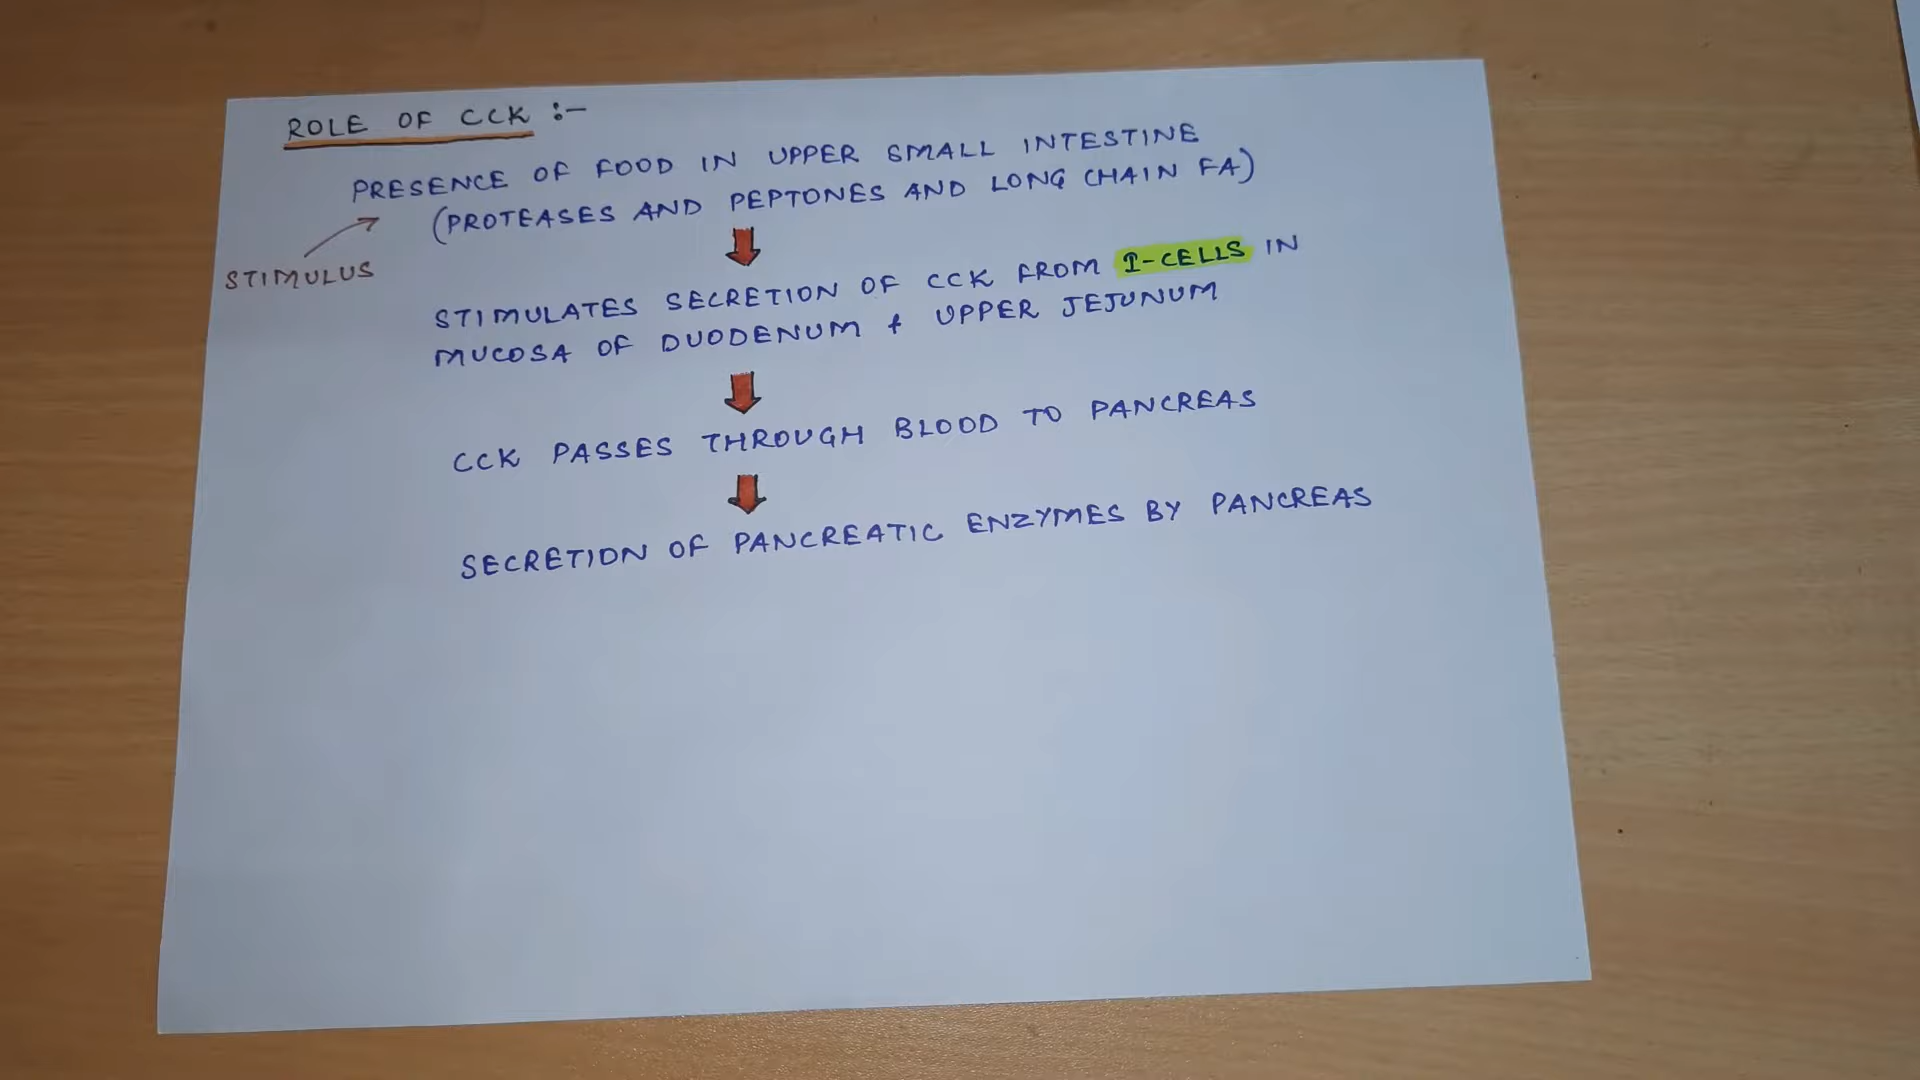 ROLE OF CCK :-
PRESENCE OF FOOD IN UPPER SMALL INTESTINE
(PROTEASES AND PEPTONES AND LONG CHAIN FA)
STIMULUS
STIMULATES SECRETION OF CCK FROM I-CELLS IN
MUCOSA OF DUODENUM + UPPER JEJUNUM
CCK PASSES THROUGH BLOOD TO PANCREAS
SECRETION OF PANCREATIC ENZYMES BY PANCREAS